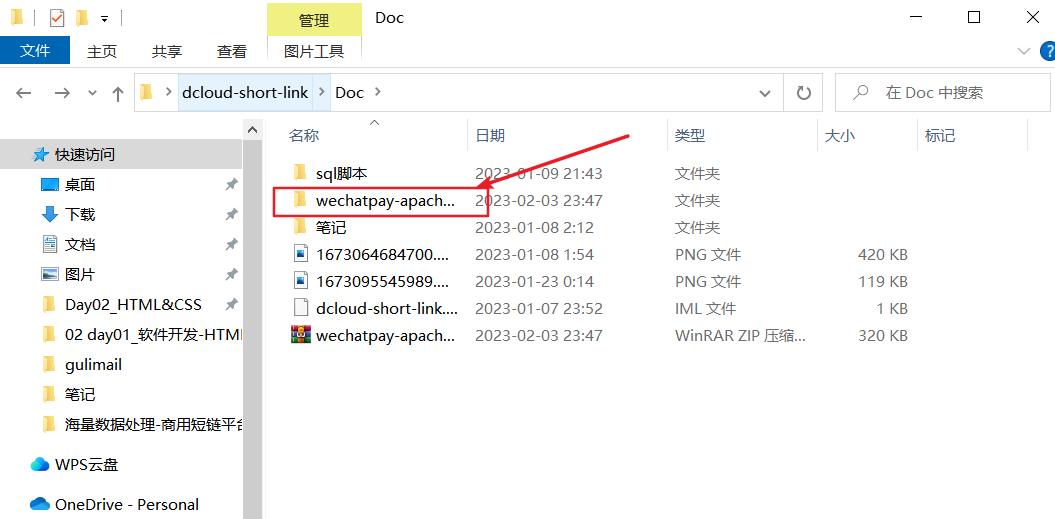 管理 Doc
文件 主页 共享 查看 图片工具
dcloud-short-link Doc 在 Doc 中搜索
名称 日期 类型 大小 标记
快速访问
桌面
下载
文档
图片
Day02_HTML&CSS
02 day01_软件开发-HTMI
gulimail
笔记
海量数据处理-商用短链平台
WPS云盘
OneDrive - Personal
sql脚本 2023-01-09 21:43 文件夹
wechatpay-apach... 2023-02-03 23:47 文件夹
笔记 2023-01-08 2:12 文件夹
1673064684700.... 2023-01-08 1:54 PNG 文件 420 KB
1673095545989.... 2023-01-23 0:14 PNG 文件 119 KB
dcloud-short-link.... 2023-01-07 23:52 IML 文件 1 KB
wechatpay-apach... 2023-02-03 23:47 WinRAR ZIP 压缩... 320 KB